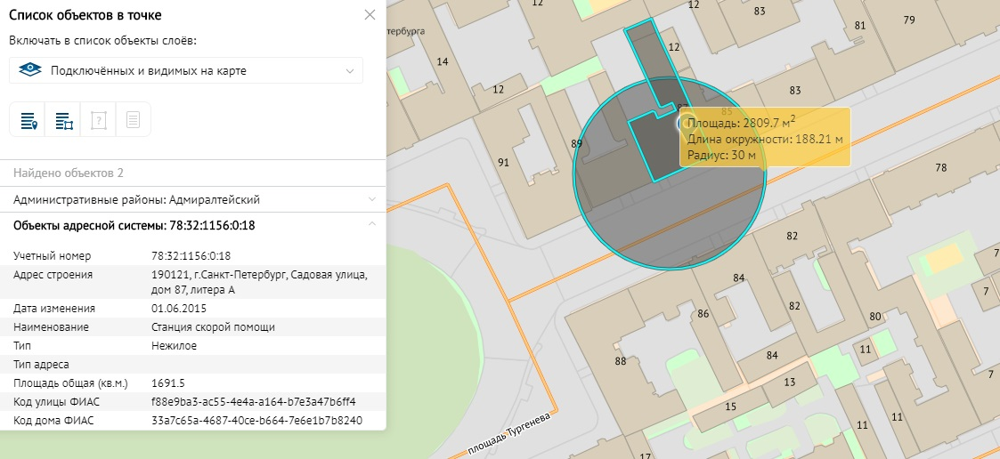 Список объектов в точке
Включать в список объекты слоёв:
Подключённых и видимых на карте
?
Найдено объектов 2
Административные районы: Адмиралтейский
Объекты адресной системы: 78:32:1156:0:18
Учетный номер 78:32:1156:0:18
Адрес строения 190121, г.Санкт-Петербург, Садовая улица,
дом 87, литера А
Дата изменения 01.06.2015
Наименование Станция скорой помощи
Тип Нежилое
Тип адреса
Площадь общая (кв.м.) 1691.5
Код улицы ФИАС f88e9ba3-ac55-4e4a-a164-b7e3a47b6ff4
Код дома ФИАС 33a7c65a-4687-40ce-b664-7e6e1b7b8240
тербурга
12
83
79
81
14
12
12
83
87
85
89
91
Площадь: 2809.7 м2
Длина окружности: 188.21 м
Радиус: 30 м
78
82
84
7
86
82
80
88
84
11
7
13
15
11
11
17
площадь Тургенева